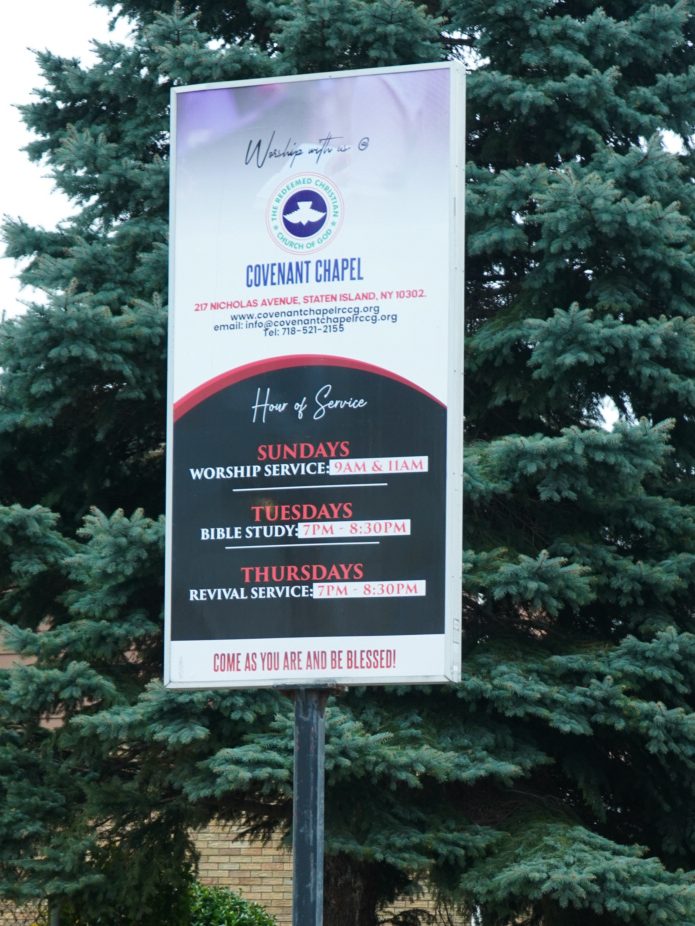 Worship with us @
THE REDEEMED CHRISTIAN
CHURCH OF GOD
COVENANT CHAPEL
217 NICHOLAS AVENUE, STATEN ISLAND, NY 10302.
www.covenantchapelrccg.org
email: info@covenantchapelrccg.org
Tel: 718-521-2155
Hour of Service
SUNDAYS
WORSHIP SERVICE: 9AM & 11AM
TUESDAYS
BIBLE STUDY: 7PM - 8:30PM
THURSDAYS
REVIVAL SERVICE: 7PM - 8:30PM
COME AS YOU ARE AND BE BLESSED!